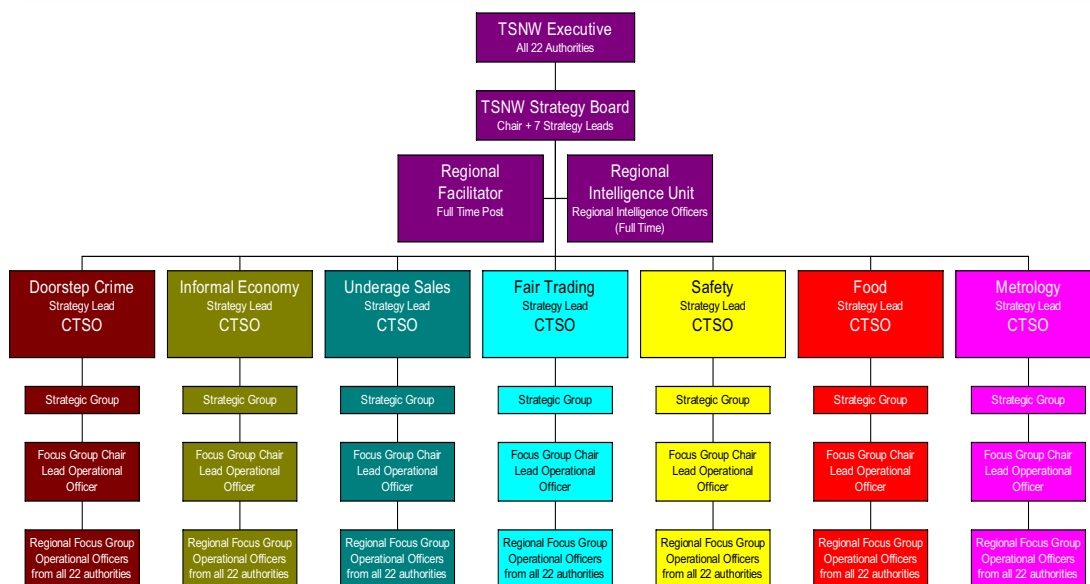 TSNW Executive
All 22 Authorities
TSNW Strategy Board
Chair + 7 Strategy Leads
Regional
Facilitator
Full Time Post
Regional
Intelligence Unit
Regional Intelligence Officers
(Full Time)
Doorstep Crime
Strategy Lead
CTSO
Informal Economy
Strategy Lead
CTSO
Underage Sales
Strategy Lead
CTSO
Fair Trading
Strategy Lead
CTSO
Safety
Strategy Lead
CTSO
Food
Strategy Lead
CTSO
Metrology
Strategy Lead
CTSO
Strategic Group
Strategic Group
Strategic Group
Strategic Group
Strategic Group
Strategic Group
Strategic Group
Focus Group Chair
Lead Operational
Officer
Focus Group Chair
Lead Operational
Officer
Focus Group Chair
Lead Operational
Officer
Focus Group Chair
Lead Operational
Officer
Focus Group Chair
Lead Operational
Officer
Focus Group Chair
Lead Operational
Officer
Focus Group Chair
Lead Operational
Officer
Regional Focus Group
Operational Officers
from all 22 authorities
Regional Focus Group
Operational Officers
from all 22 authorities
Regional Focus Group
Operational Officers
from all 22 authorities
Regional Focus Group
Operational Officers
from all 22 authorities
Regional Focus Group
Operational Officers
from all 22 authorities
Regional Focus Group
Operational Officers
from all 22 authorities
Regional Focus Group
Operational Officers
from all 22 authorities